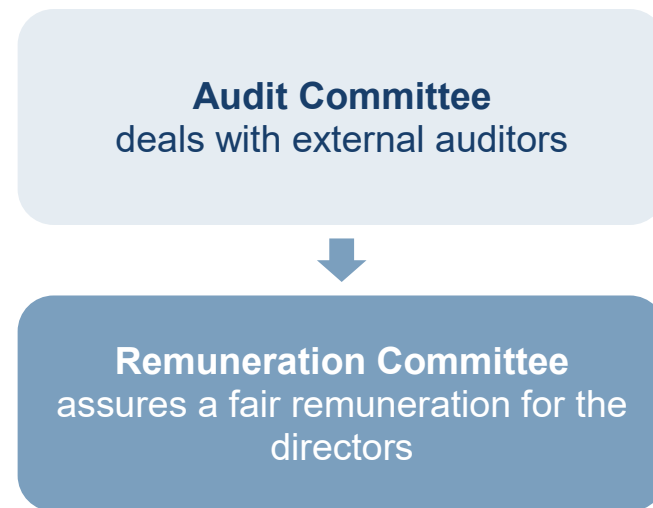 Audit Committee
deals with external auditors
Remuneration Committee
assures a fair remuneration for the
directors